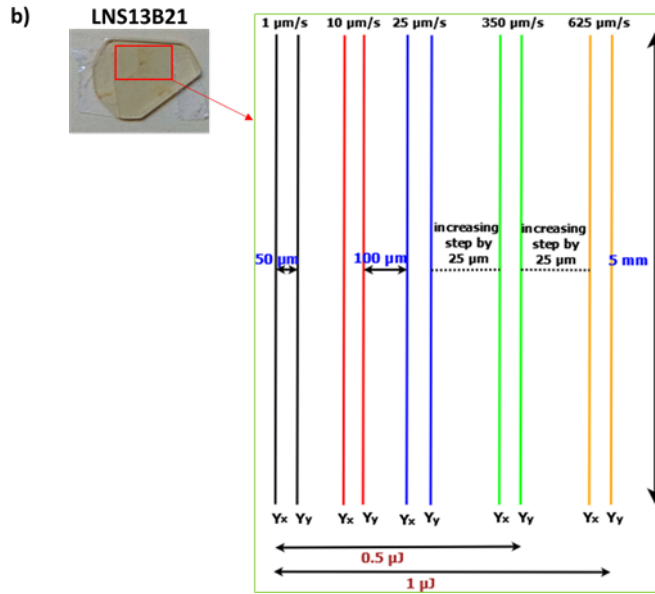 b) LNS13B21
1 µm/s 10 µm/s 25 µm/s 350 µm/s 625 µm/s
increasing
step by
25 µm
increasing
step by
25 µm
50 µm
100 µm
5 mm
Yx Yy Yx Yy Yx Yy Yx Yy Yx Yy
0.5 µJ
1 µJ